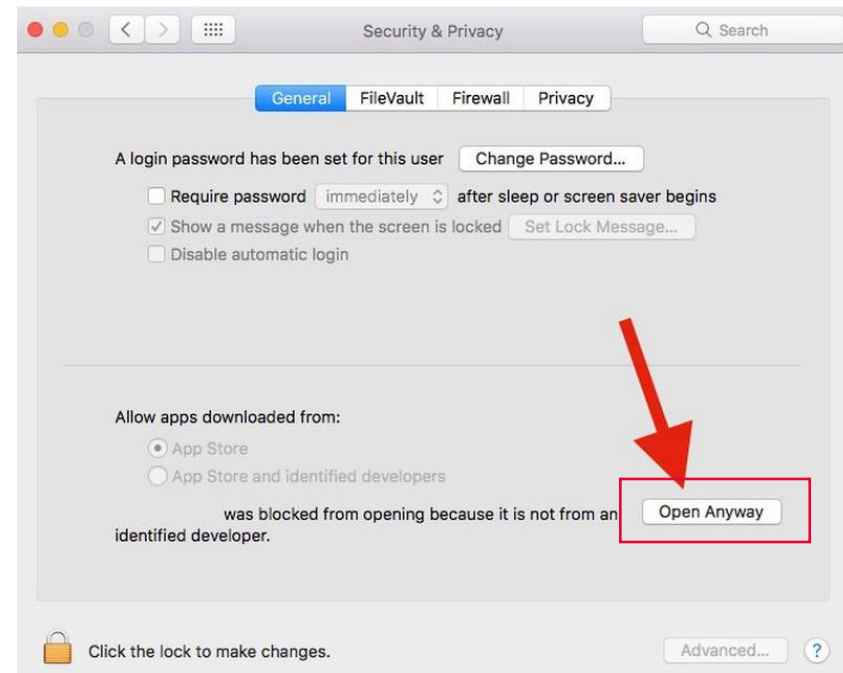 Security & Privacy
Search
General FileVault Firewall Privacy
A login password has been set for this user Change Password...
Require password immediately after sleep or screen saver begins
Show a message when the screen is locked Set Lock Message...
Disable automatic login
Allow apps downloaded from:
App Store
App Store and identified developers
was blocked from opening because it is not from an Open Anyway
identified developer.
Click the lock to make changes. Advanced... ?